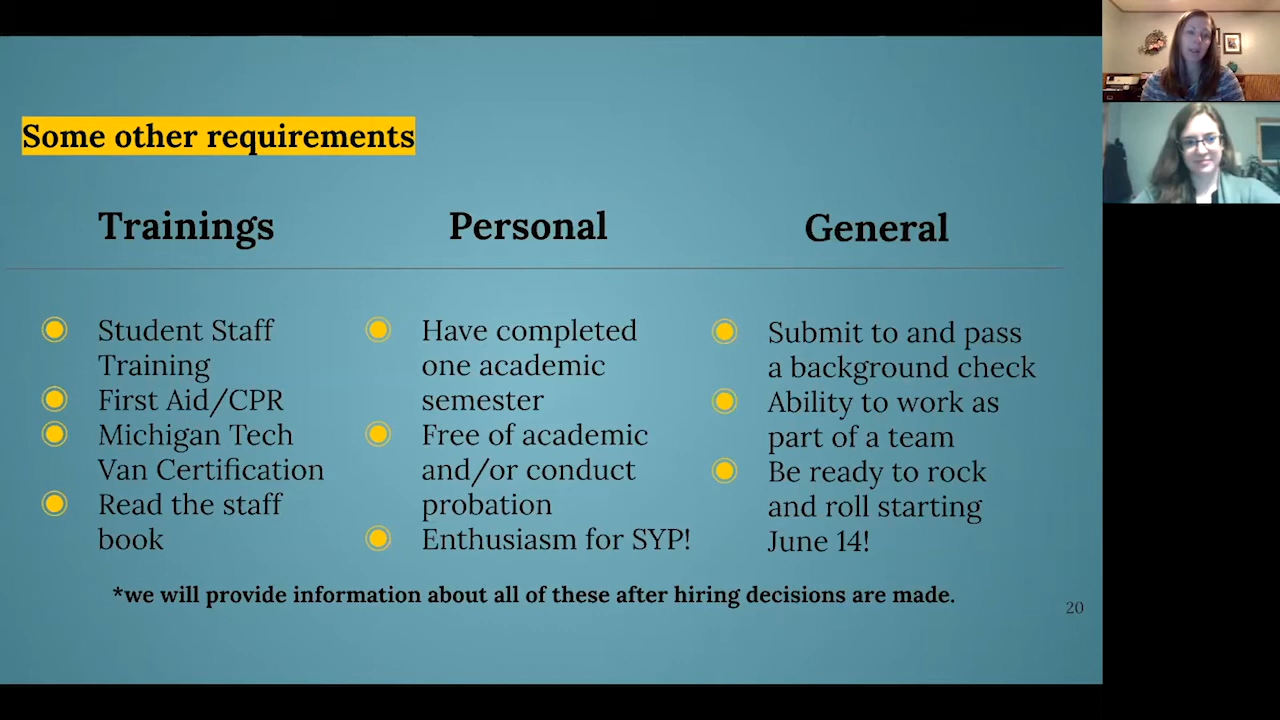 Some other requirements
Trainings
Student Staff
Training
First Aid/CPR
Michigan Tech
Van Certification
Read the staff
book
Personal
Have completed
one academic
semester
Free of academic
and/or conduct
probation
Enthusiasm for SYP!
General
Submit to and pass
a background check
Ability to work as
part of a team
Be ready to rock
and roll starting
June 14!
*we will provide information about all of these after hiring decisions are made.
20